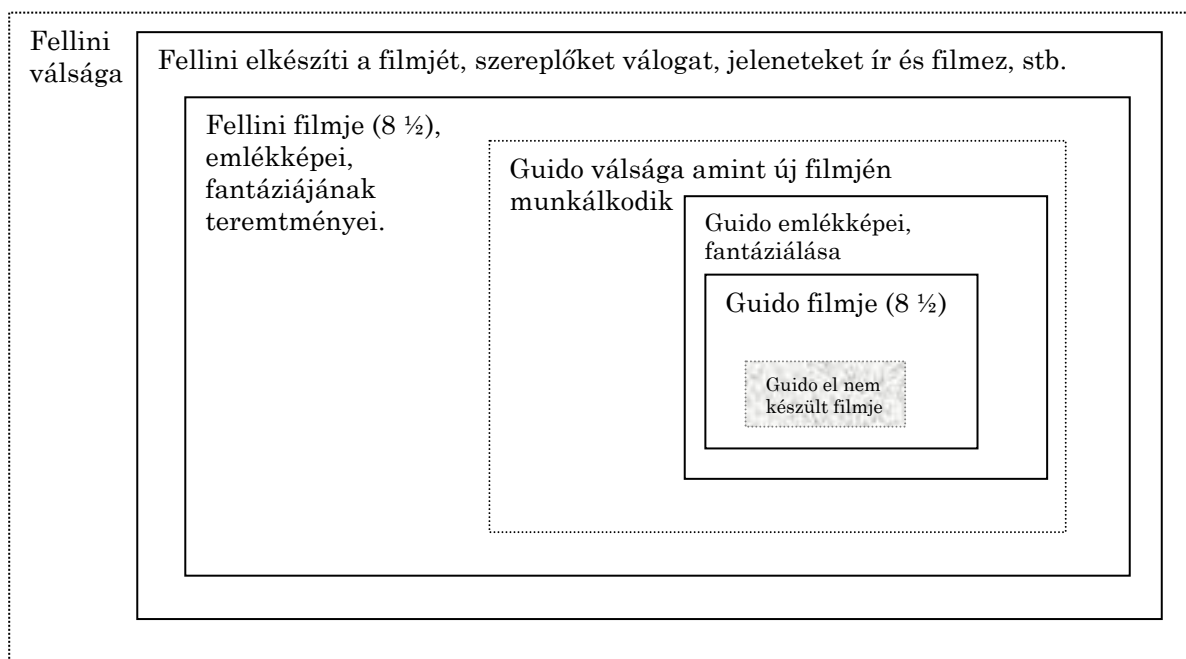 Fellini
válsága
Fellini elkészíti a filmjét, szereplőket válogat, jeleneteket ír és filmez, stb.
Fellini filmje (8 ½),
emlékképei,
fantáziájának
teremtményei.
Guido válsága amint új filmjén
munkálkodik
Guido emlékképei,
fantáziálása
Guido filmje (8 ½)
Guido el nem
készült filmje